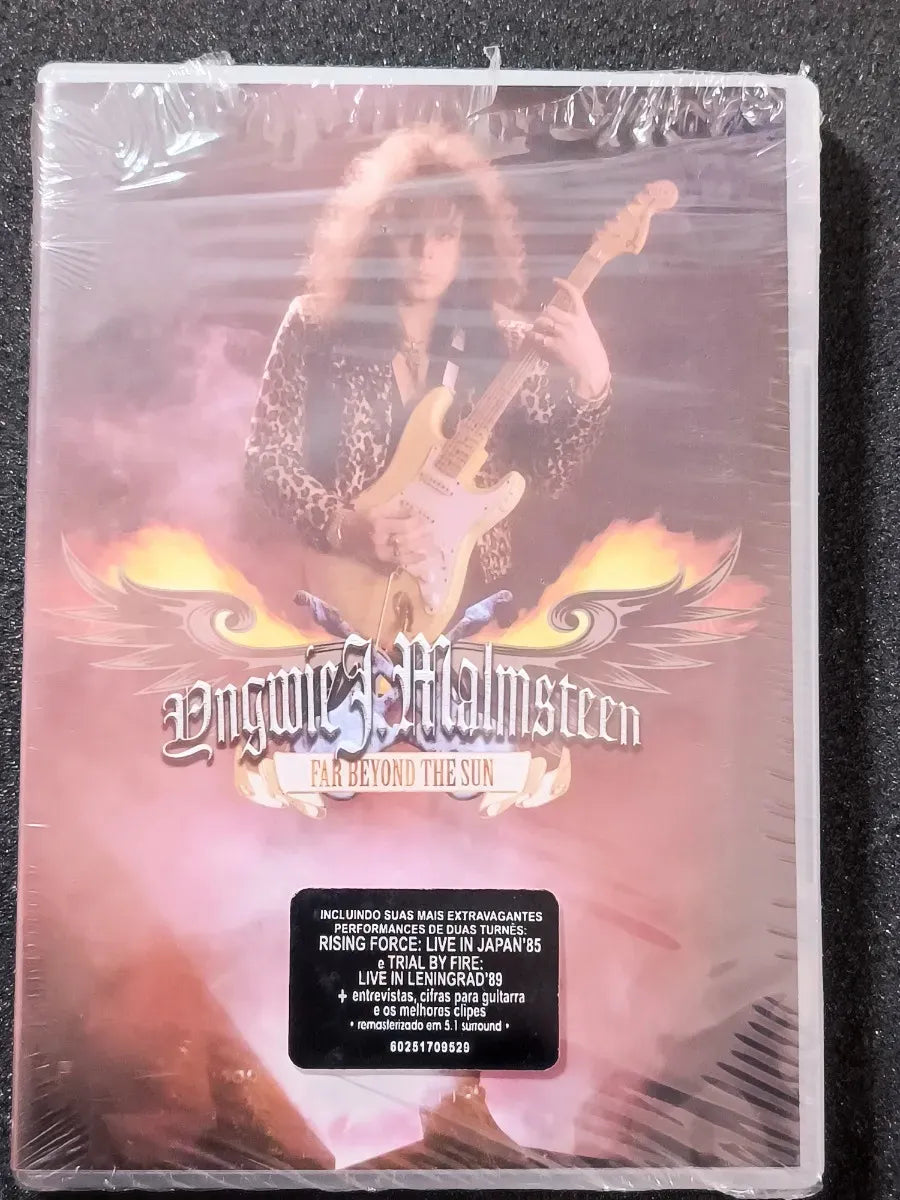 Yngwie J. Malmsteen
FAR BEYOND THE SUN
INCLUINDO SUAS MAIS EXTRAVAGANTES
PERFORMANCES DE DUAS TURNÊS:
RISING FORCE: LIVE IN JAPAN'85
e TRIAL BY FIRE:
LIVE IN LENINGRAD'89
+ entrevistas, cifras para guitarra
e os melhores clipes
• remasterizado em 5.1 surround •
60251709529